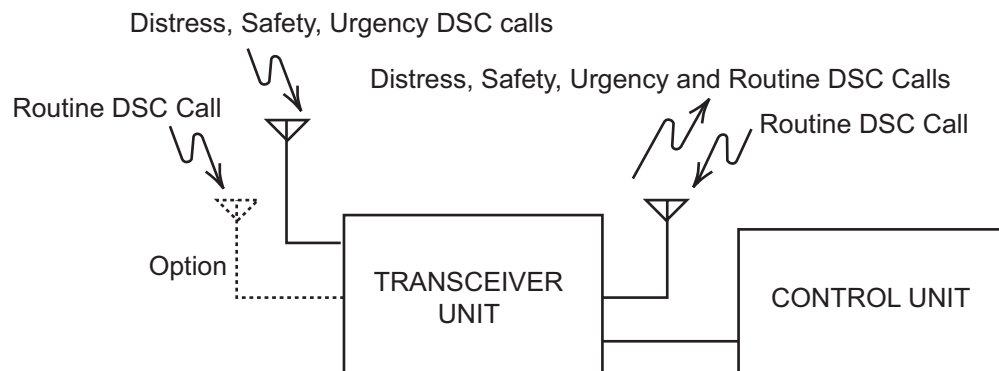 Distress, Safety, Urgency DSC calls
Distress, Safety, Urgency and Routine DSC Calls
Routine DSC Call
Routine DSC Call
Option
TRANSCEIVER
UNIT
CONTROL UNIT